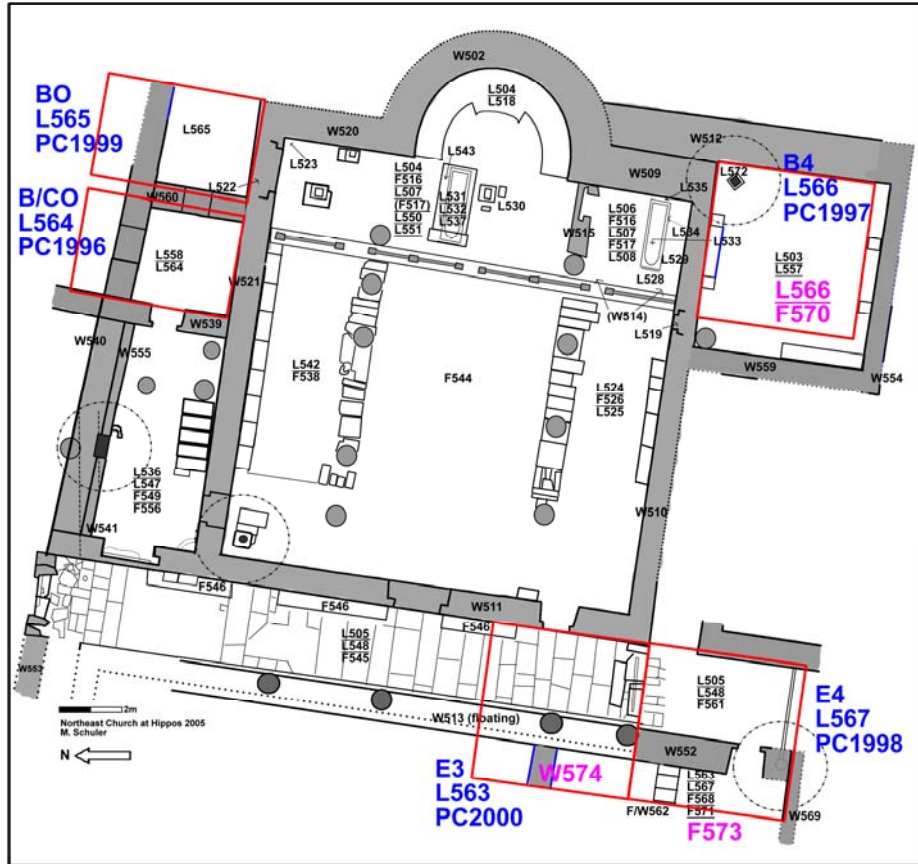 W502
L504
L518
BO
L565
PC1999
L565
W520
L523
L543
L504
F516
L507
(F517)
L550
L551
L531
L532
L537
L530
W512
W509
L535
L572
B4
L566
PC1997
L522
W560
B/CO
L564
PC1996
L558
L564
W515
L506
F516
L507
F517
L508
L534
L533
L529
L528
L503
L557
L566
F570
W521
(W514)
L519
W539
W540
W555
L542
F538
F544
L524
F526
L525
W559
W554
L536
L547
F549
F556
W510
W541
F546
F546
W511
F546
L505
L548
F545
W553
2m
Northeast Church at Hippos 2005
M. Schuler
N
W513 (floating)
L505
L548
F561
E4
L567
PC1998
W552
E3
L563
PC2000
W574
F/W562
L563
L567
F568
F571
F573
W569